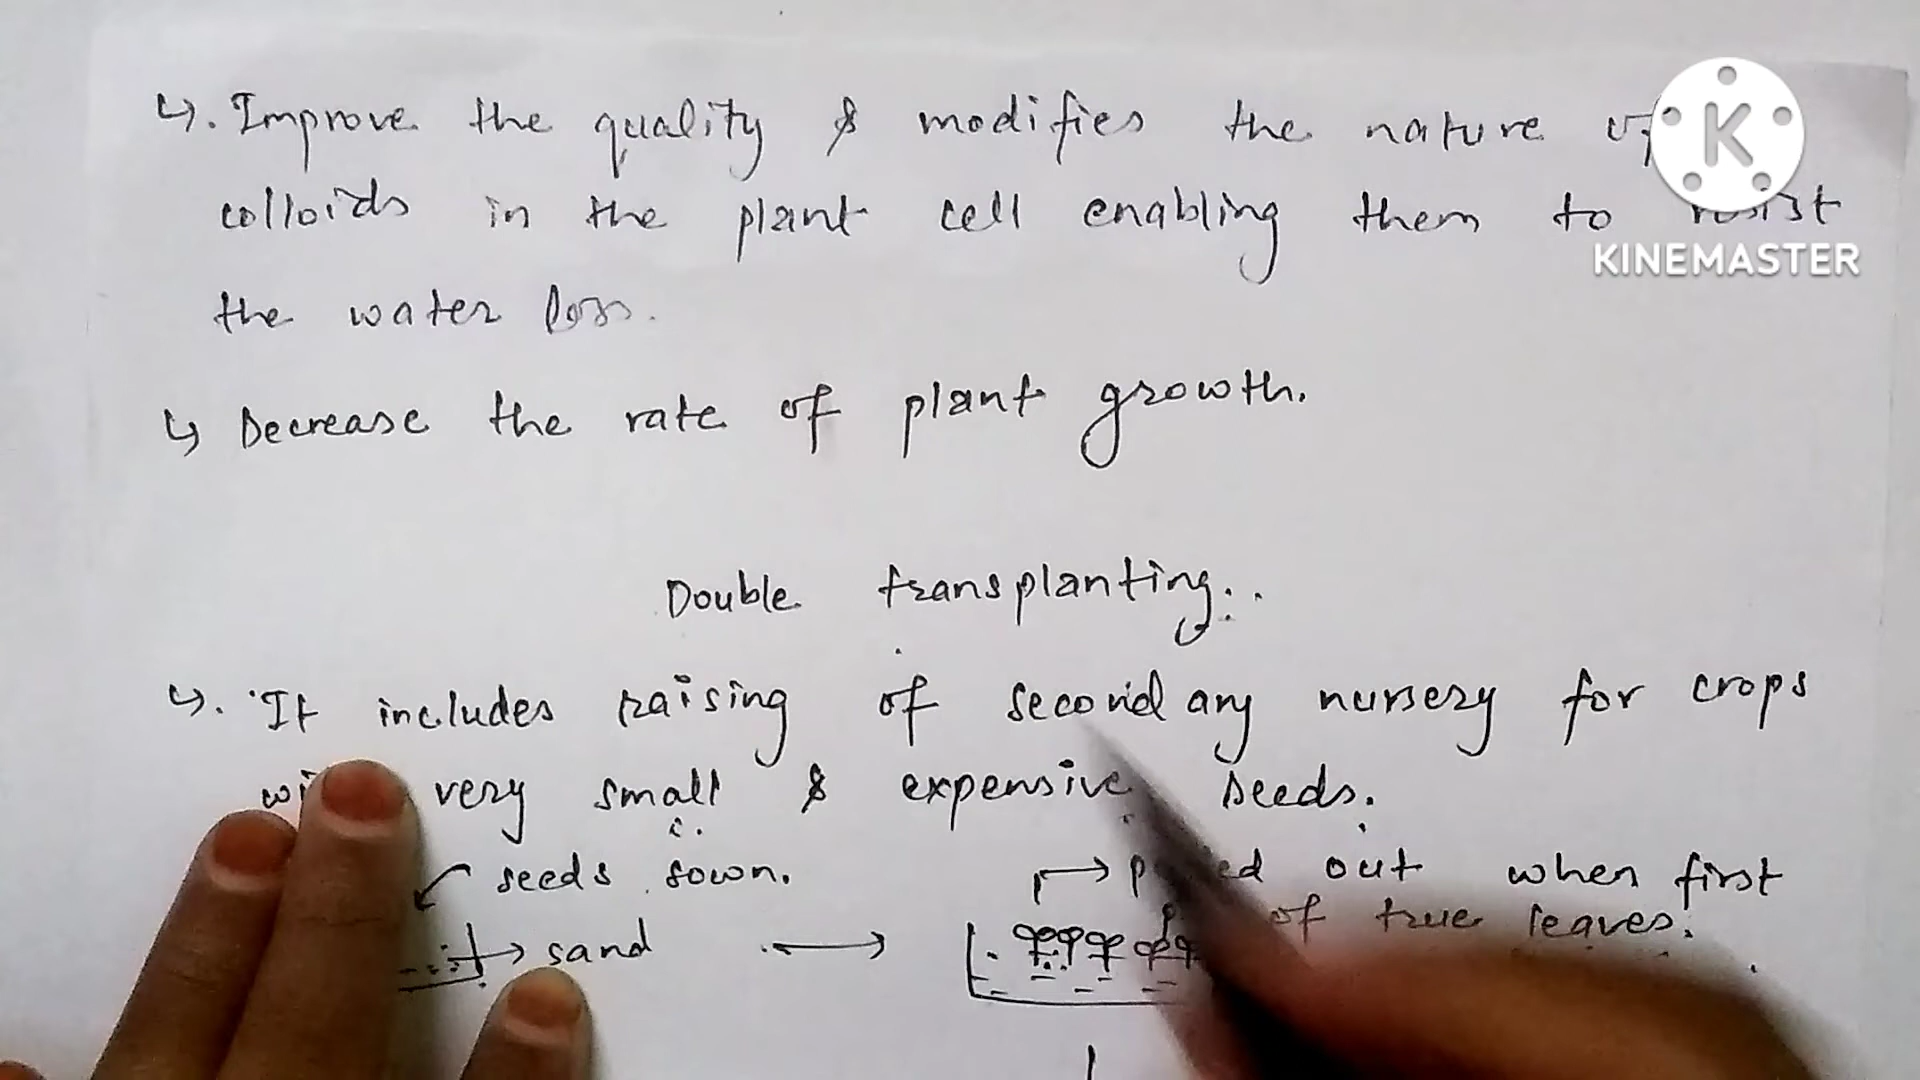 ↳. Improve the quality & modifies the nature of
colloids in the plant cell enabling them to resist
the water loss.
↳ Decrease the rate of plant growth.
Double transplanting..
↳. It includes raising of secondary nursery for crops
very small & expensive seeds.
seeds sown.
→ out when first
of true leaves.
→ sand →
K
KINEMASTER